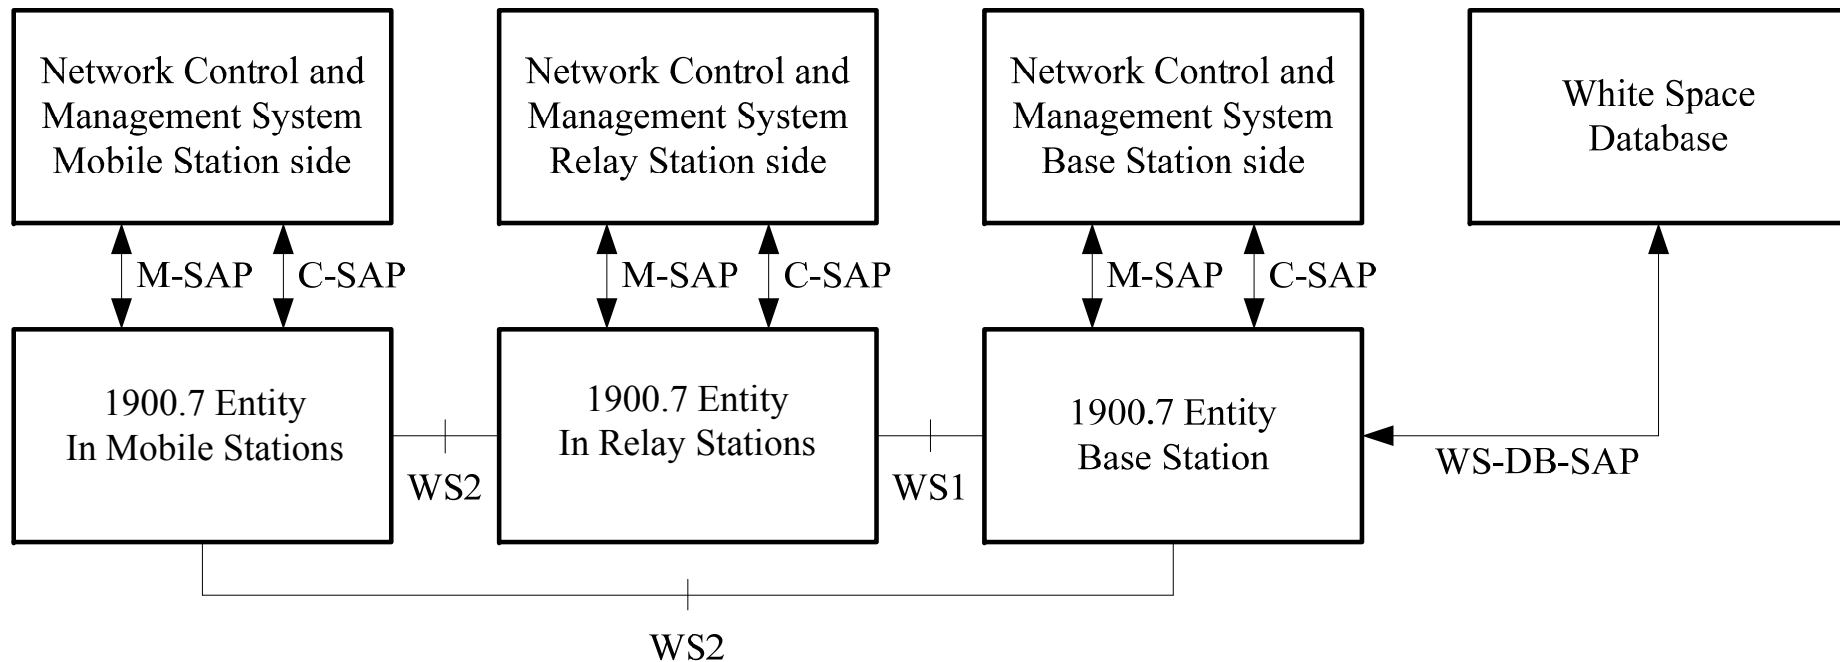 Network Control and
Management System
Mobile Station side
Network Control and
Management System
Relay Station side
Network Control and
Management System
Base Station side
White Space
Database
M-SAP
C-SAP
M-SAP
C-SAP
M-SAP
C-SAP
1900.7 Entity
In Mobile Stations
1900.7 Entity
In Relay Stations
1900.7 Entity
Base Station
WS-DB-SAP
WS2
WS1
WS2